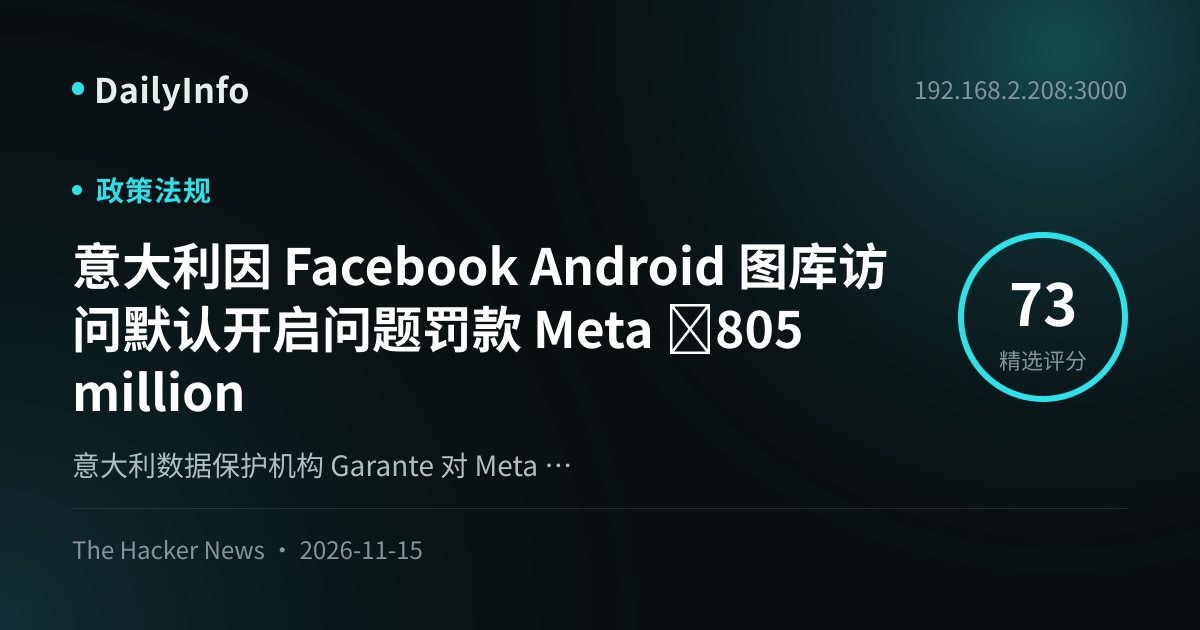 DailyInfo
192.168.2.208:3000
政策法规
意大利因 Facebook Android 图库访
问默认开启问题罚款 Meta 805
million
73
精选评分
意大利数据保护机构 Garante 对 Meta …
The Hacker News · 2026-11-15